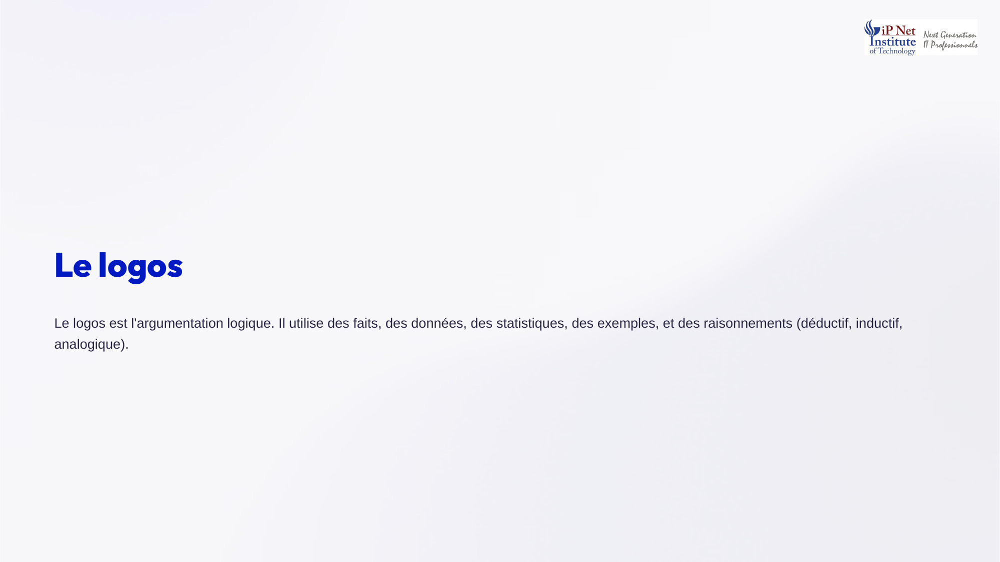 iP Net
Institute
of Technology
Next Generation
IT Professionnels
Le logos
Le logos est l'argumentation logique. Il utilise des faits, des données, des statistiques, des exemples, et des raisonnements (déductif, inductif,
analogique).